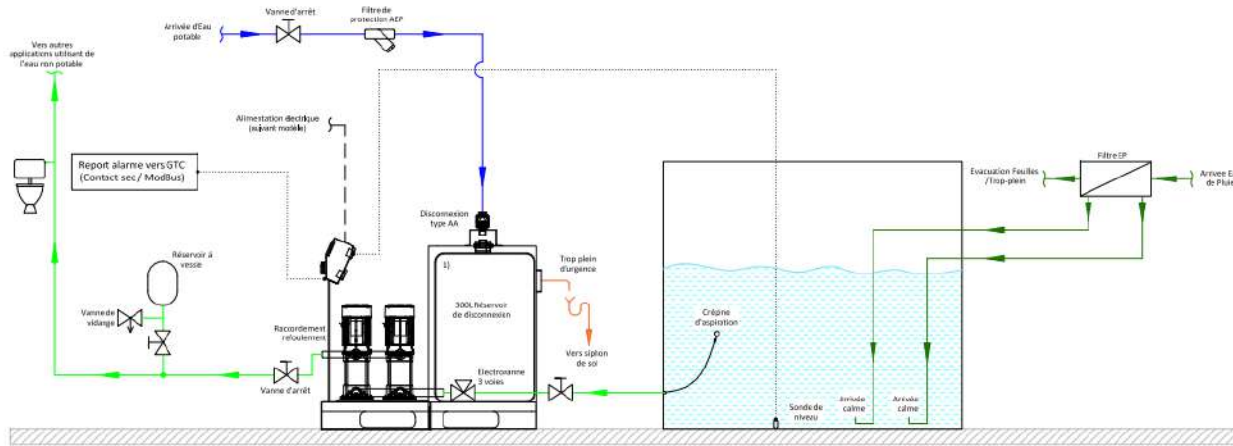 Vers autres
applications utilisant de
l'eau non potable
Arrivée d'Eau
potable
Vanne d'arrêt
Filtre de
protection AEP
Alimentation électrique
(suivant modèle)
Report alarme vers GTC
(Contact sec/ ModBus)
Filtre EP
Evacuation Feuilles
/Trop-plein
Arrivée E
de Pluie
Disconnexion
type AA
Réservoir à
vessie
1)
Trop plein
d'urgence
300L Réservoir
de disconnexion
Vanne de
vidange
Crépine
d'aspiration
Raccordement
refoulement
Vers siphon
de sol
Vanne d'arrêt
Electrovanne
3 voies
Sonde de
niveau
Arrivée
calme
Arrivée
calme